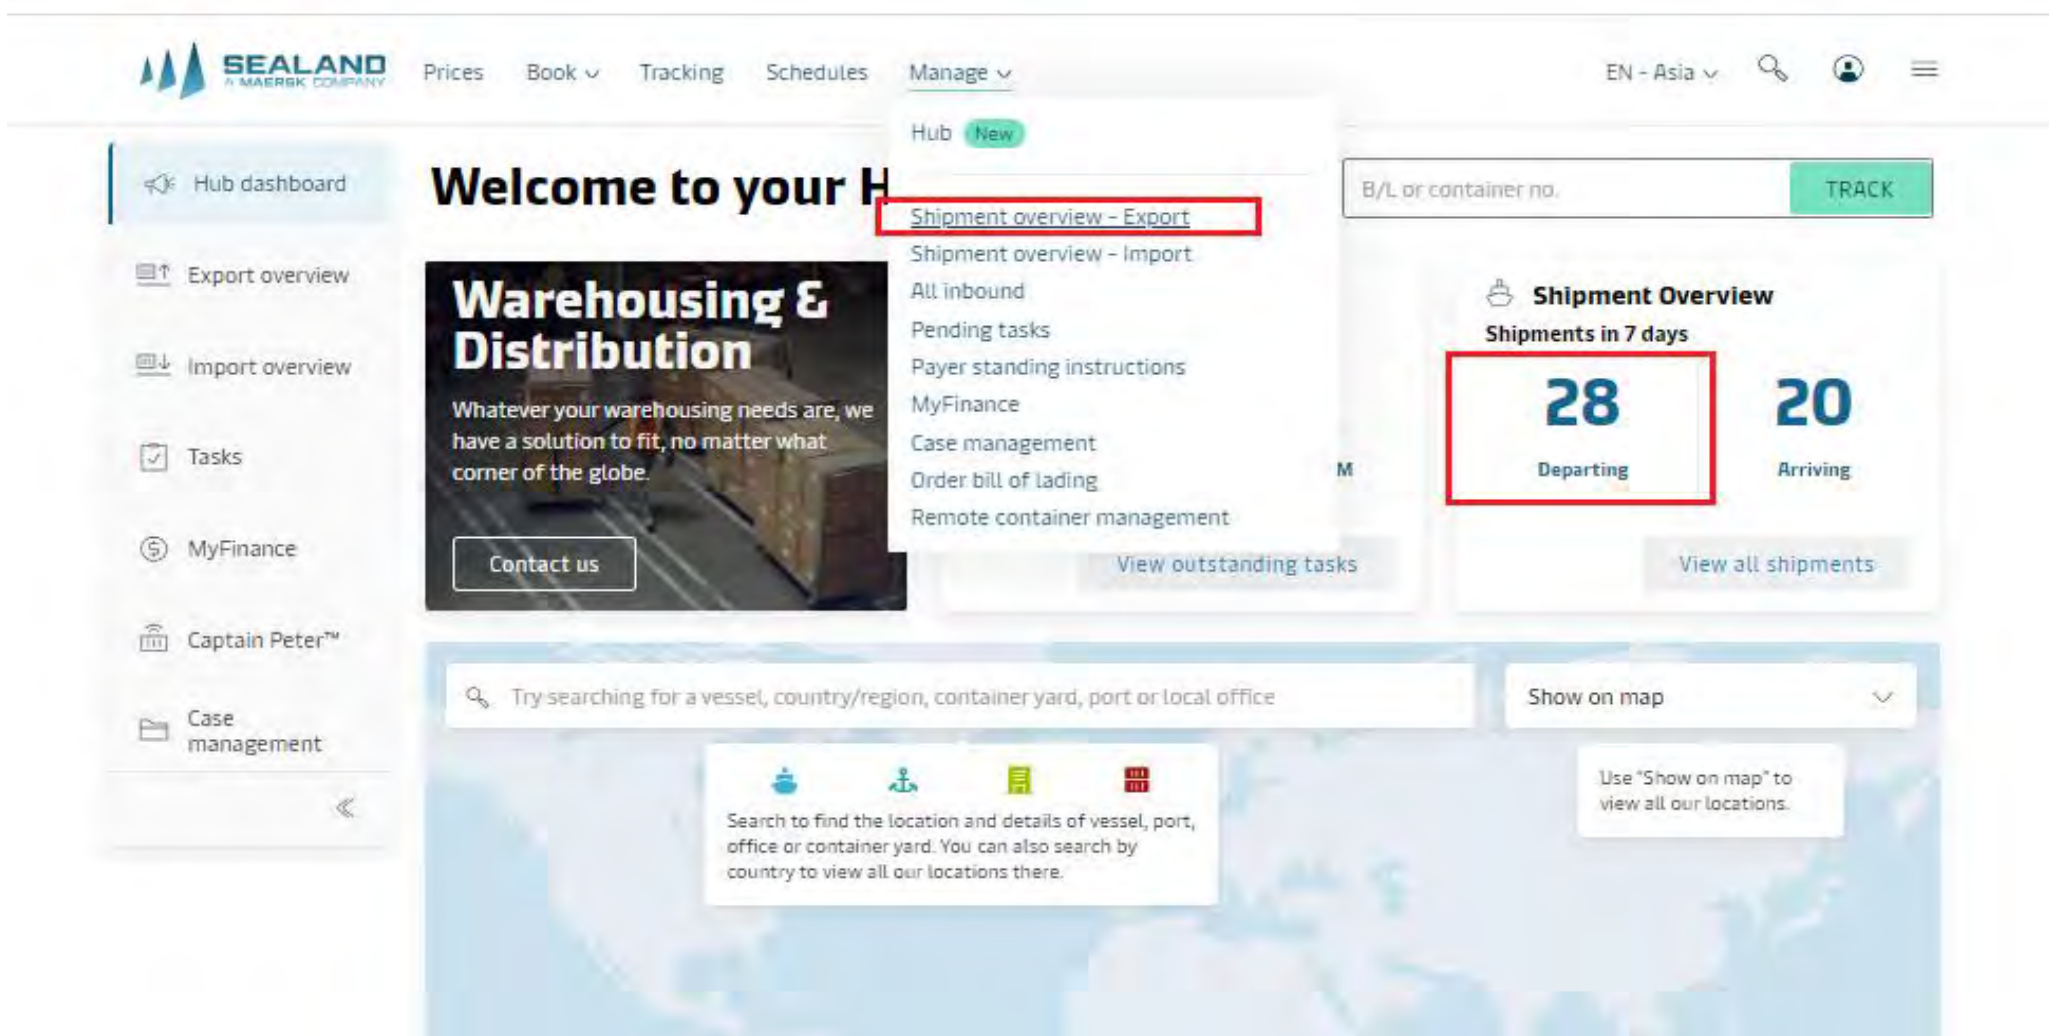 SEALAND
A MAERSK COMPANY
Prices
Book
Tracking
Schedules
Manage
EN - Asia
Hub New
Hub dashboard
Export overview
Import overview
Tasks
MyFinance
Captain Peter™
Case
management
Welcome to your H
Shipment overview - Export
Shipment overview - Import
All inbound
Pending tasks
Payer standing instructions
MyFinance
Case management
Order bill of lading
Remote container management
B/L or container no.
TRACK
Warehousing &
Distribution
Whatever your warehousing needs are, we
have a solution to fit, no matter what
corner of the globe.
Contact us
M
View outstanding tasks
Shipment Overview
Shipments in 7 days
28
Departing
20
Arriving
View all shipments
Try searching for a vessel, country/region, container yard, port or local office
Show on map
Search to find the location and details of vessel, port,
office or container yard. You can also search by
country to view all our locations there.
Use "Show on map" to
view all our locations.